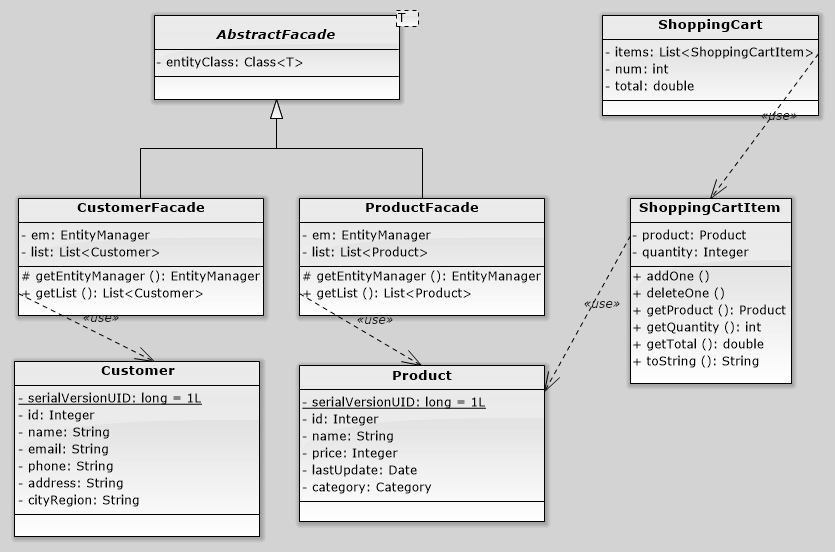 T
AbstractFacade
- entityClass: Class<T>
ShoppingCart
- items: List<ShoppingCartItem>
- num: int
- total: double
«use»
CustomerFacade
- em: EntityManager
- list: List<Customer>
# getEntityManager (): EntityManager
+ getList (): List<Customer>
«use»
ProductFacade
- em: EntityManager
- list: List<Product>
# getEntityManager (): EntityManager
+ getList (): List<Product>
«use»
ShoppingCartItem
- product: Product
- quantity: Integer
+ addOne ()
+ deleteOne ()
+ getProduct (): Product
+ getQuantity (): int
+ getTotal (): double
+ toString (): String
«use»
Customer
- serialVersionUID: long = 1L
- id: Integer
- name: String
- email: String
- phone: String
- address: String
- cityRegion: String
Product
- serialVersionUID: long = 1L
- id: Integer
- name: String
- price: Integer
- lastUpdate: Date
- category: Category